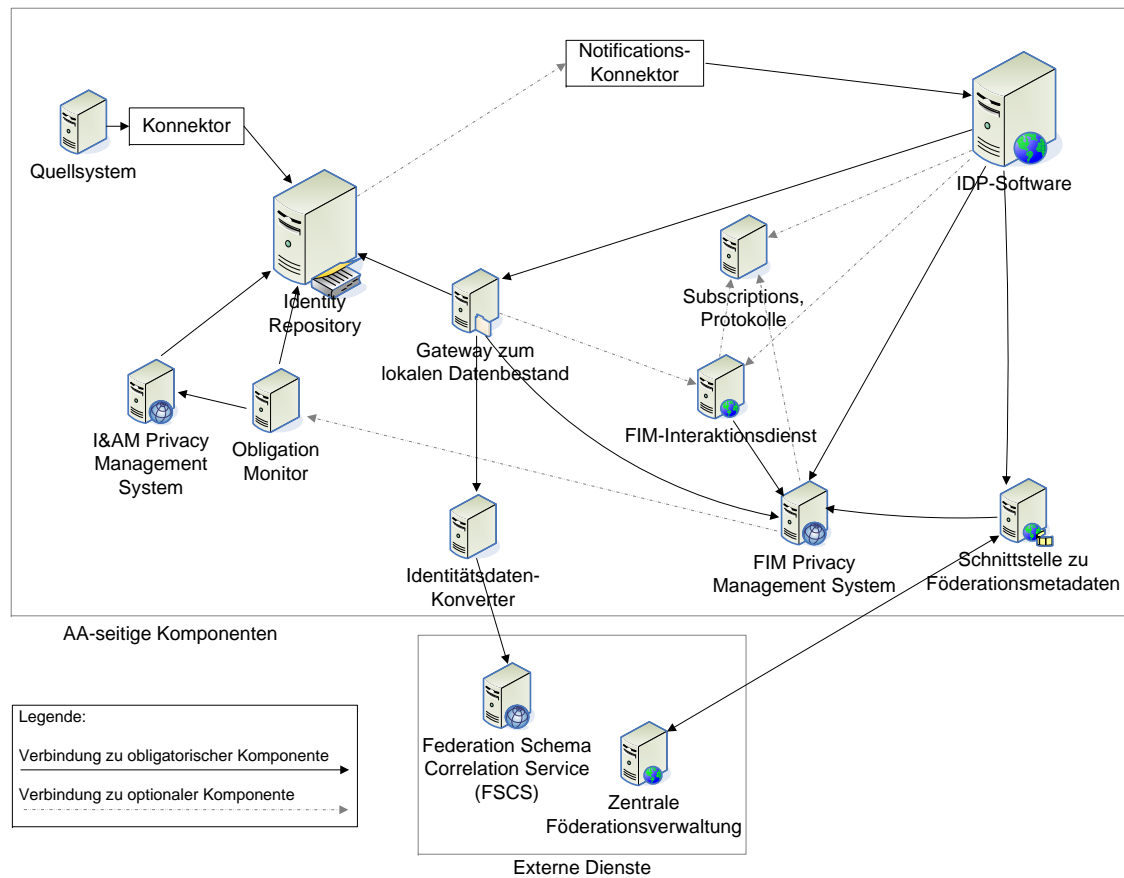 Notifications-
Konnektor
Konnektor
Quellsystem
IDP-Software
Identity
Repository
Subscriptions,
Protokolle
Gateway zum
lokalen Datenbestand
I&AM Privacy
Management
System
Obligation
Monitor
FIM-Interaktionsdienst
Identitätsdaten-
Konverter
FIM Privacy
Management System
Schnittstelle zu
Föderationsmetadaten
AA-seitige Komponenten
Legende:
Verbindung zu obligatorischer Komponente
Verbindung zu optionaler Komponente
Federation Schema
Correlation Service
(FSCS)
Zentrale
Föderationsverwaltung
Externe Dienste